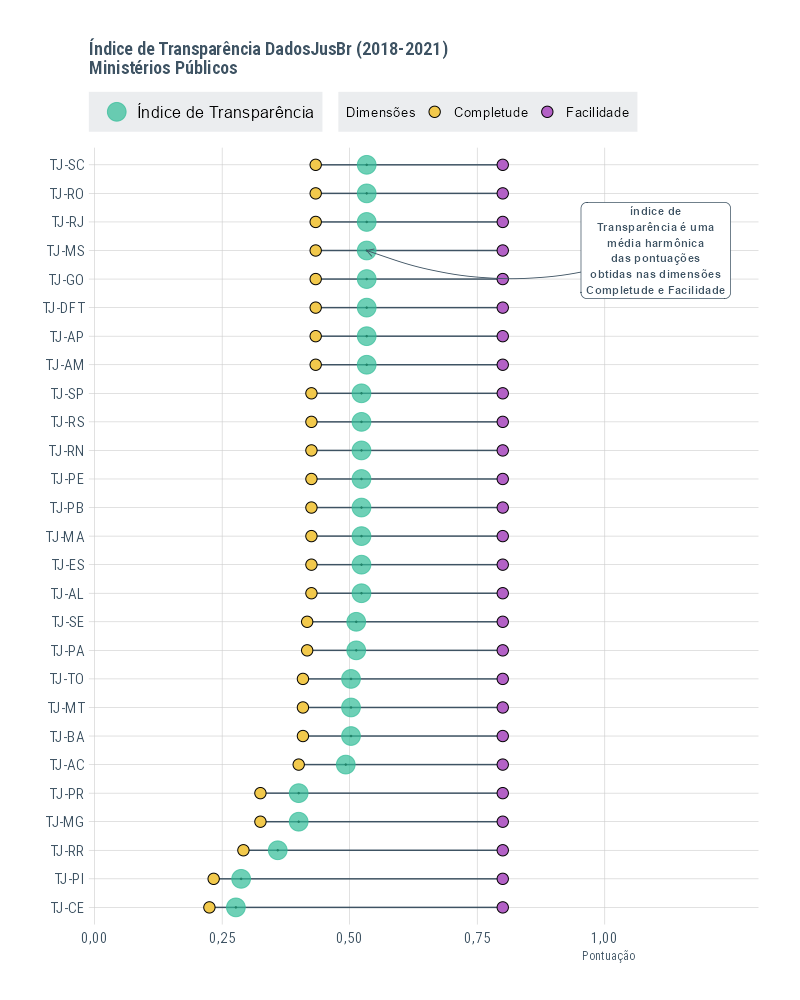 Índice de Transparência DadosJusBr (2018-2021)
Ministérios Públicos
Índice de Transparência
Dimensões Completude Facilidade
TJ-SC
TJ-RO
TJ-RJ
TJ-MS
TJ-GO
TJ-DFT
TJ-AP
TJ-AM
TJ-SP
TJ-RS
TJ-RN
TJ-PE
TJ-PB
TJ-MA
TJ-ES
TJ-AL
TJ-SE
TJ-PA
TJ-TO
TJ-MT
TJ-BA
TJ-AC
TJ-PR
TJ-MG
TJ-RR
TJ-PI
TJ-CE
índice de
Transparência é uma
média harmônica
das pontuações
obtidas nas dimensões
Completude e Facilidade
0,00 0,25 0,50 0,75 1,00
Pontuação